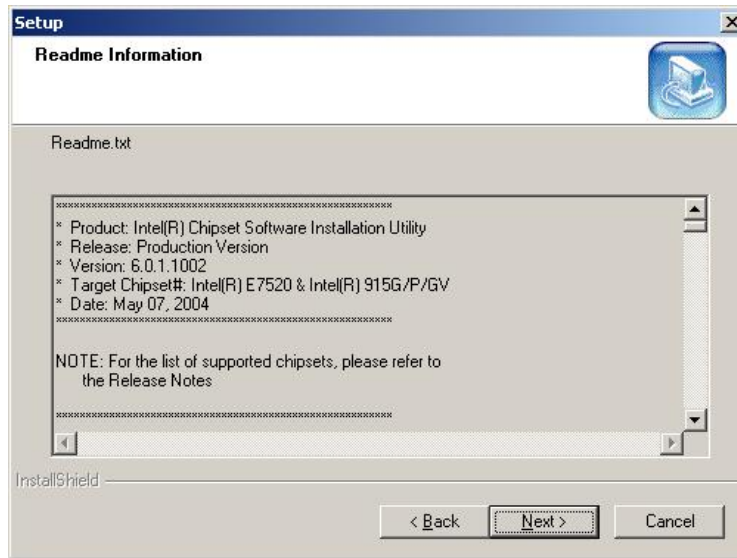 Setup
Readme Information
Readme.txt
************************************************************
* Product: Intel(R) Chipset Software Installation Utility
* Release: Production Version
* Version: 6.0.1.1002
* Target Chipset#: Intel(R) E7520 & Intel(R) 915G/P/GV
* Date: May 07, 2004
************************************************************
NOTE: For the list of supported chipsets, please refer to
the Release Notes
************************************************************
InstallShield
< Back
Next >
Cancel